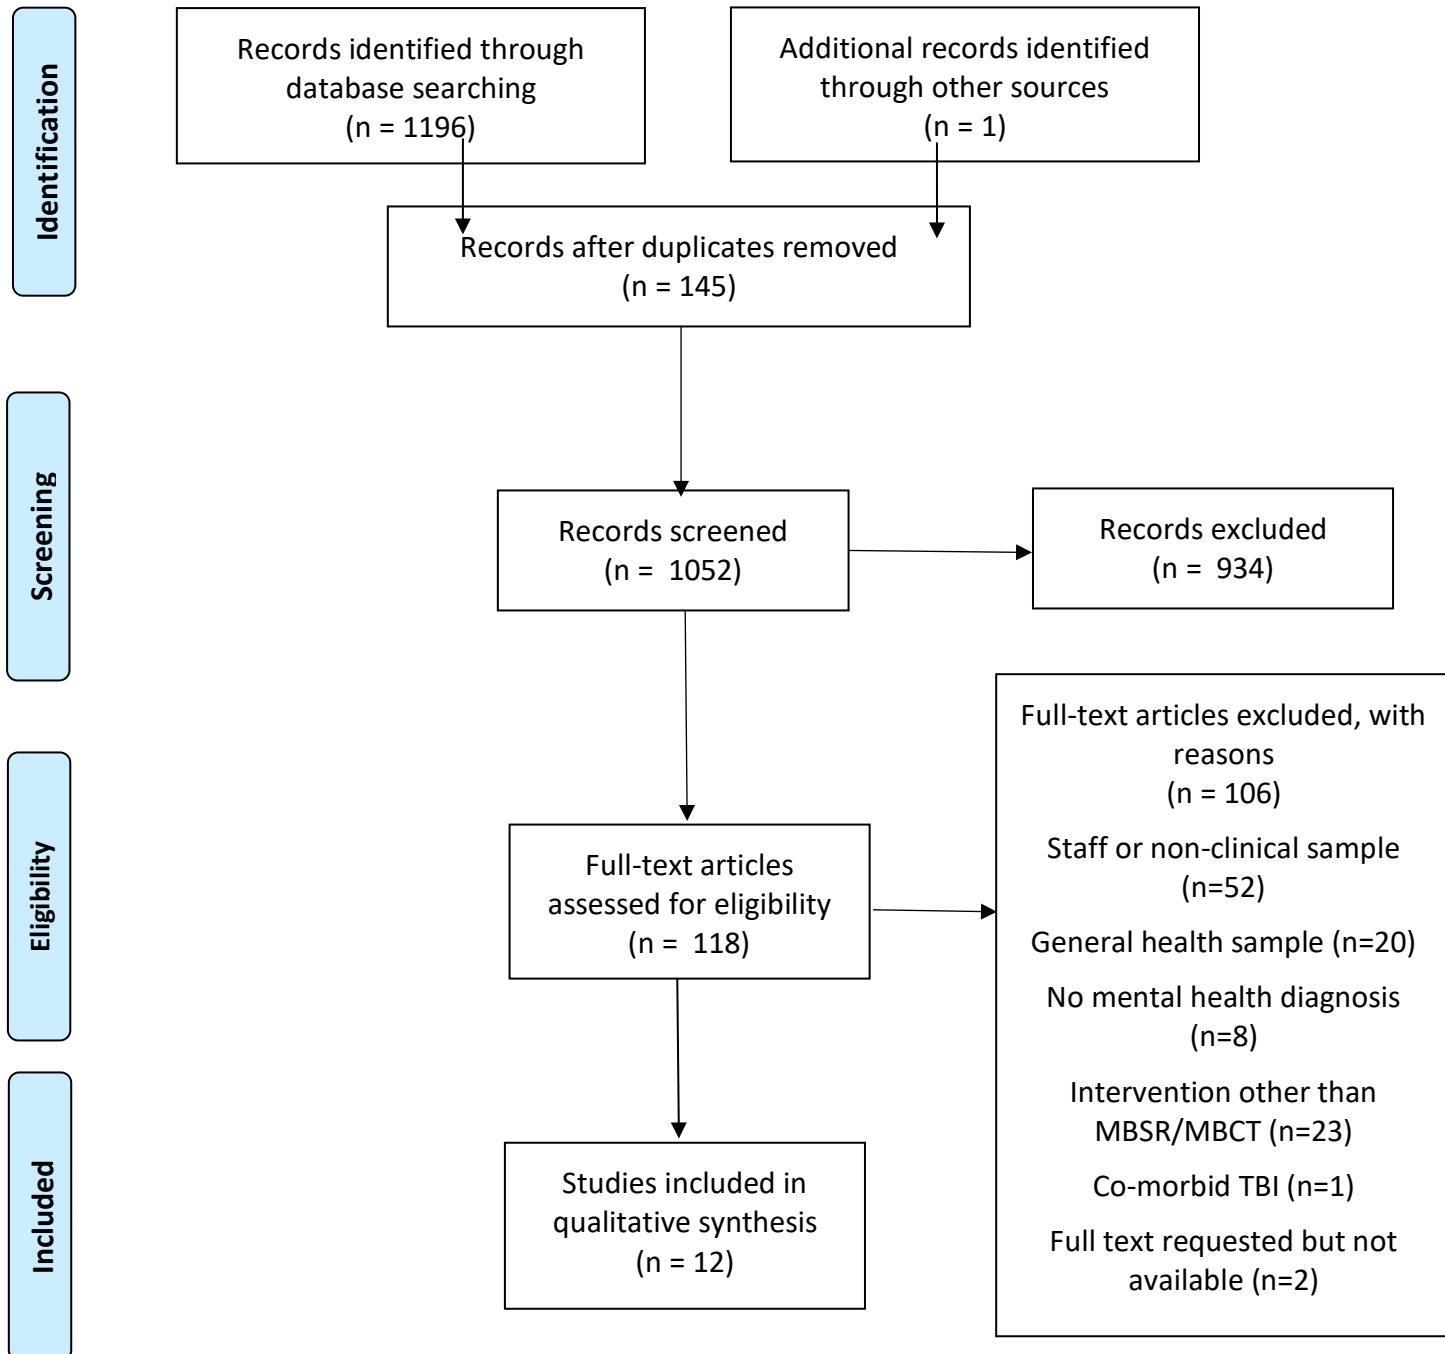 Identification
Records identified through
database searching
(n = 1196)
Additional records identified
through other sources
(n = 1)
Records after duplicates removed
(n = 145)
Screening
Records screened
(n =  1052)
Records excluded
(n =  934)
Eligibility
Full-text articles
assessed for eligibility
(n =  118)
Full-text articles excluded, with
reasons
(n = 106)
Staff or non-clinical sample
(n=52)
General health sample (n=20)
No mental health diagnosis
(n=8)
Intervention other than
MBSR/MBCT (n=23)
Co-morbid TBI (n=1)
Full text requested but not
available (n=2)
Included
Studies included in
qualitative synthesis
(n = 12)